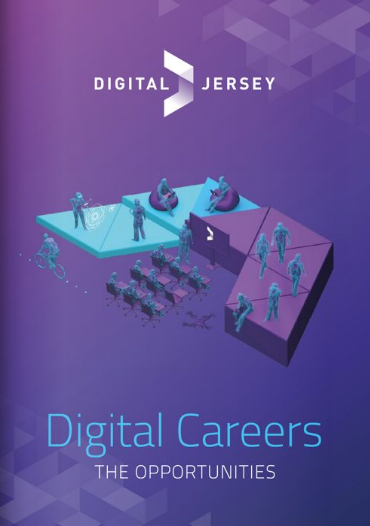 DIGITAL JERSEY
Digital Careers
THE OPPORTUNITIES